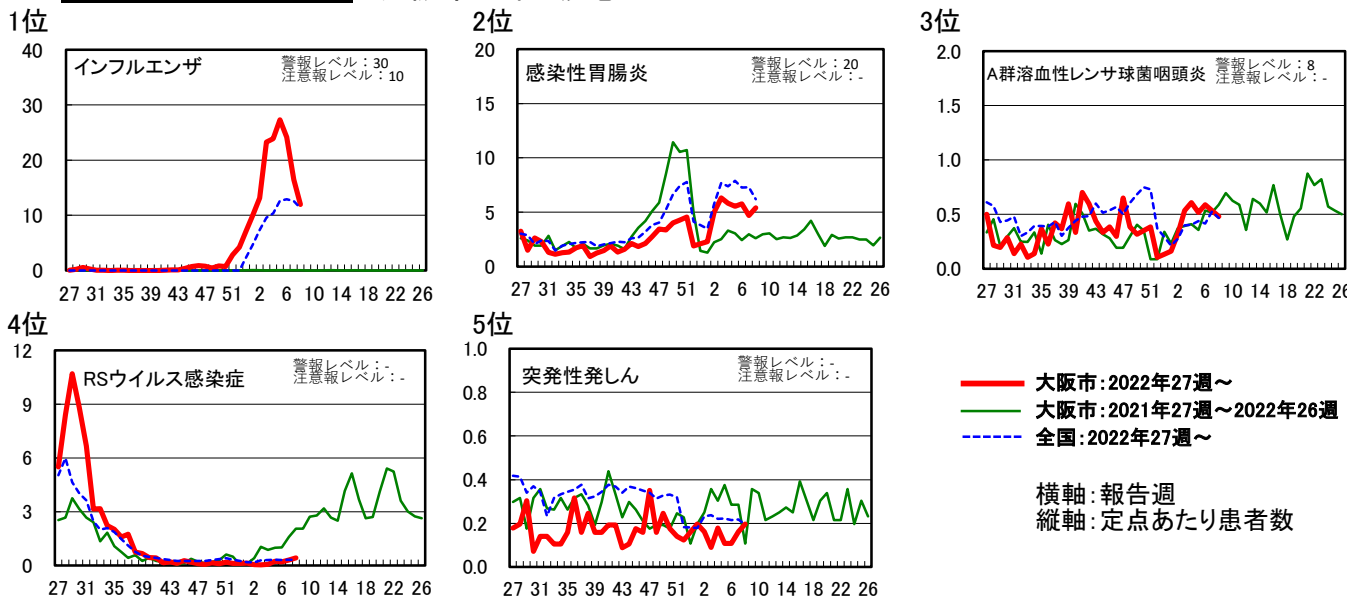 1位
40
30
20
10
0
インフルエンザ
警報レベル：30
注意報レベル：10
27 31 35 39 43 47 51 2 6 10 14 18 22 26
2位
20
15
10
5
0
感染性胃腸炎
警報レベル：20
注意報レベル：-
27 31 35 39 43 47 51 2 6 10 14 18 22 26
3位
2.0
1.5
1.0
0.5
0.0
A群溶血性レンサ球菌咽頭炎
警報レベル：8
注意報レベル：-
27 31 35 39 43 47 51 2 6 10 14 18 22 26
4位
12
9
6
3
0
RSウイルス感染症
警報レベル：-
注意報レベル：-
27 31 35 39 43 47 51 2 6 10 14 18 22 26
5位
1.0
0.8
0.6
0.4
0.2
0.0
突発性発しん
警報レベル：-
注意報レベル：-
27 31 35 39 43 47 51 2 6 10 14 18 22 26
大阪市：2022年27週～
大阪市：2021年27週～2022年26週
全国：2022年27週～
横軸：報告週
縦軸：定点あたり患者数